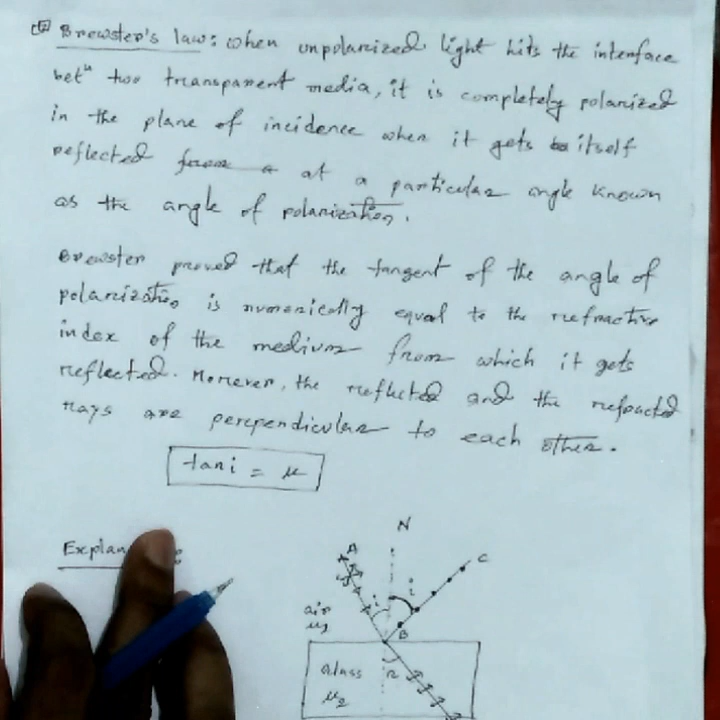 Brewster's law: when unpolarized light hits the interface
betn two transparent media, it is completely polarized
in the plane of incidence when it gets itself
reflected from a at a particular angle known
as the angle of polarization.
Brewster proved that the tangent of the angle of
polarization is numerically equal to the refractive
index of the medium from which it gets
reflected. Moreover, the reflected and the refracted
rays are perpendicular to each other.
tan i = μ
N
Explan
A
C
i
i
air
μ1
B
Glass
r
μ2